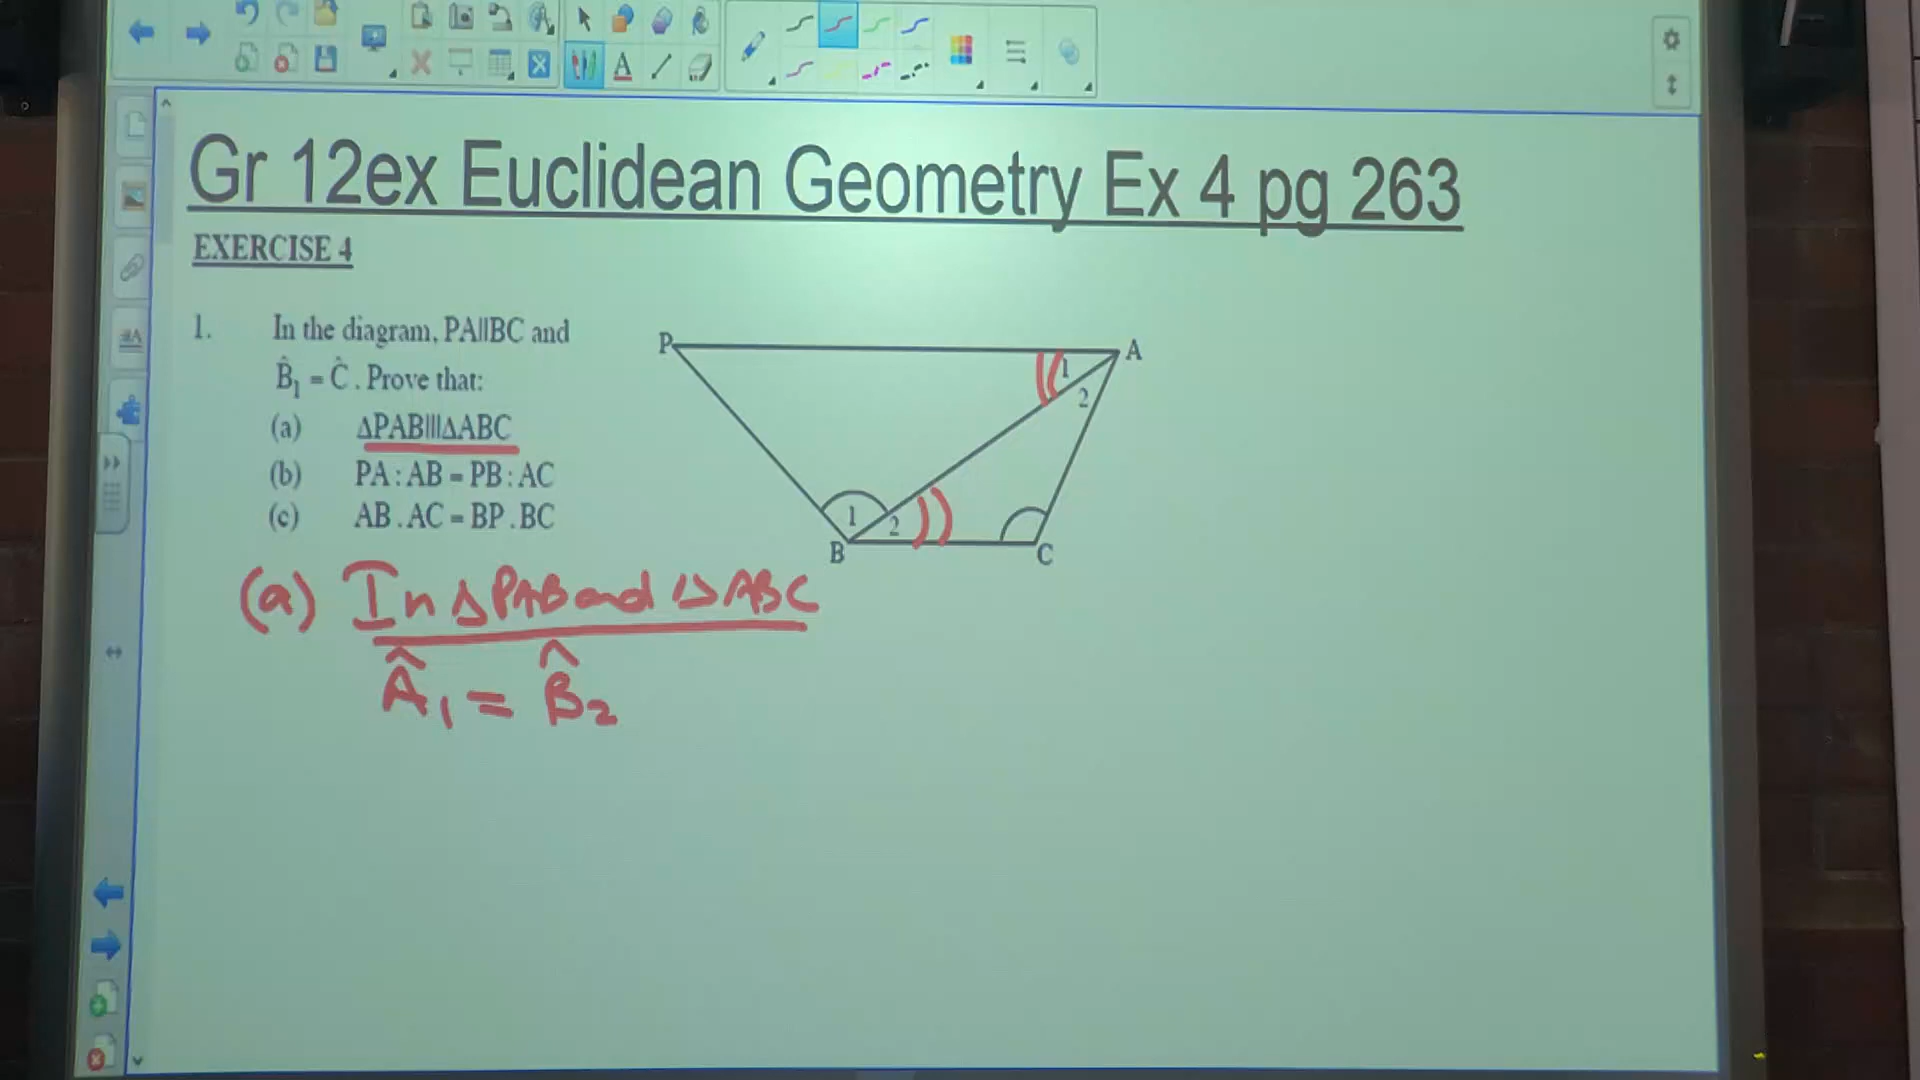 Gr 12ex Euclidean Geometry Ex 4 pg 263
EXERCISE 4
1. In the diagram, PA||BC and
B̂₁ = Ĉ. Prove that:
(a) ΔPAB|||ΔABC
(b) PA : AB = PB : AC
(c) AB . AC = BP . BC
P
A
1
2
1
2
B
C
(a) In ΔPAB and ΔABC
Â₁ = B̂₂